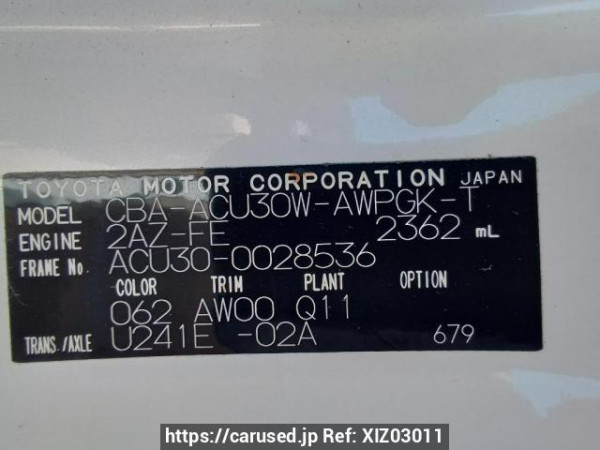 TOYOTA MOTOR CORPORATION JAPAN
MODEL CBA-ACU30W-AWPGK-T
ENGINE 2AZ-FE 2362 mL
FRAME No. ACU30-0028536
COLOR TRIM PLANT OPTION
062 AW00 Q11
TRANS./AXLE U241E -02A 679
https://carused.jp Ref: XIZ03011